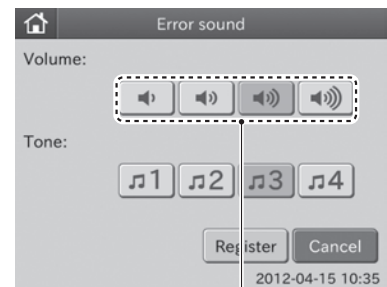 Error sound
Volume:
Tone:
♫1 ♫2 ♫3 ♫4
Register Cancel
2012-04-15 10:35